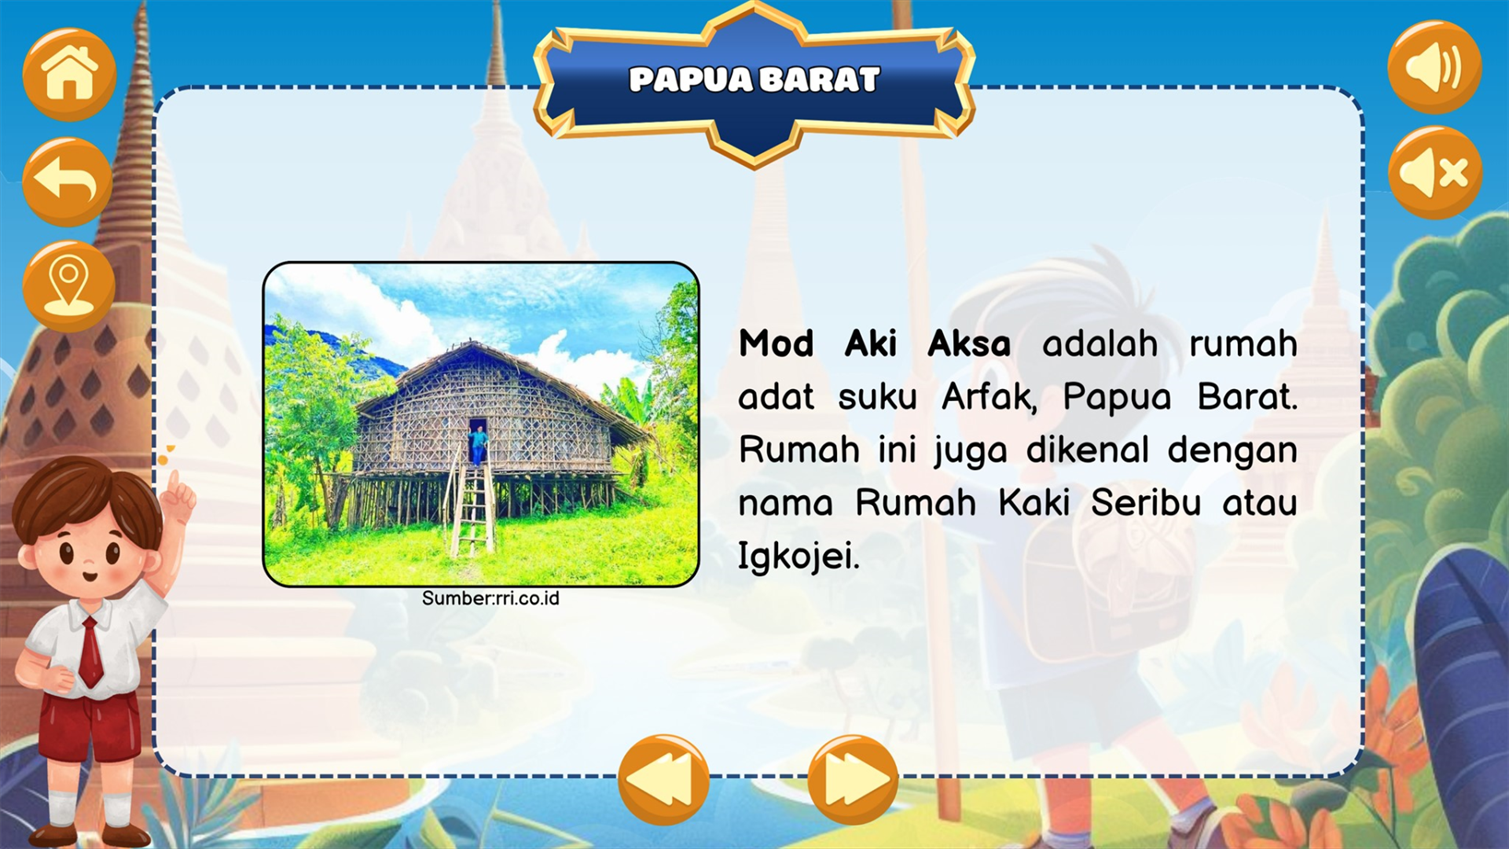 PAPUA BARAT
Mod Aki Aksa adalah rumah
adat suku Arfak, Papua Barat.
Rumah ini juga dikenal dengan
nama Rumah Kaki Seribu atau
Igkojei.
Sumber:rri.co.id